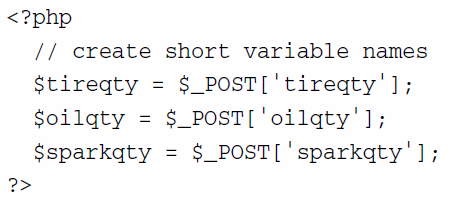 <?php
// create short variable names
$tireqty = $_POST['tireqty'];
$oilqty = $_POST['oilqty'];
$sparkqty = $_POST['sparkqty'];
?>